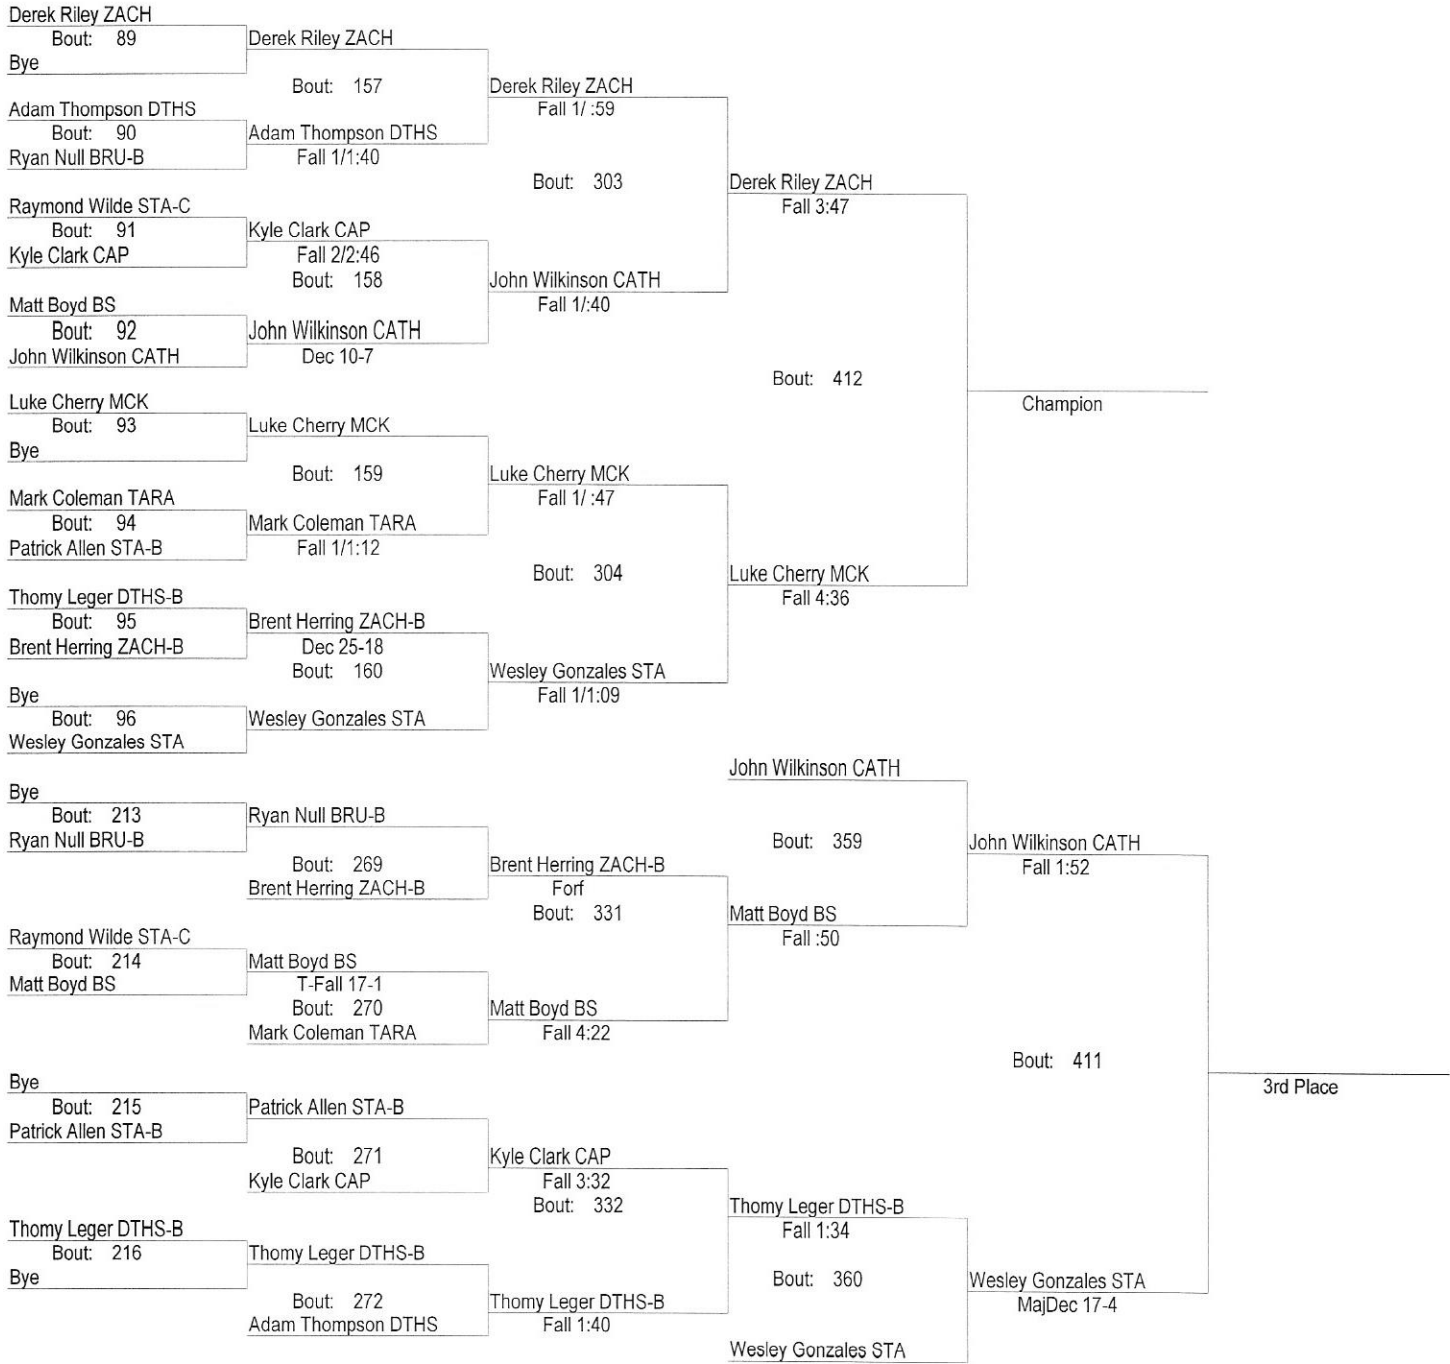 Derek Riley ZACH
Bout: 89
Bye
Derek Riley ZACH
Bout: 157
Adam Thompson DTHS
Bout: 90
Ryan Null BRU-B
Adam Thompson DTHS
Fall 1/1:40
Derek Riley ZACH
Fall 1/ :59
Bout: 303
Raymond Wilde STA-C
Bout: 91
Kyle Clark CAP
Kyle Clark CAP
Fall 2/2:46
Bout: 158
Matt Boyd BS
Bout: 92
John Wilkinson CATH
John Wilkinson CATH
Dec 10-7
John Wilkinson CATH
Fall 1/:40
Derek Riley ZACH
Fall 3:47
Bout: 412
Champion
Luke Cherry MCK
Bout: 93
Bye
Luke Cherry MCK
Bout: 159
Mark Coleman TARA
Bout: 94
Patrick Allen STA-B
Mark Coleman TARA
Fall 1/1:12
Luke Cherry MCK
Fall 1/ :47
Bout: 304
Thomy Leger DTHS-B
Bout: 95
Brent Herring ZACH-B
Brent Herring ZACH-B
Dec 25-18
Bout: 160
Bye
Bout: 96
Wesley Gonzales STA
Wesley Gonzales STA
Wesley Gonzales STA
Fall 1/1:09
Luke Cherry MCK
Fall 4:36
Bye
Bout: 213
Ryan Null BRU-B
Ryan Null BRU-B
Bout: 269
Brent Herring ZACH-B
Brent Herring ZACH-B
Forf
Bout: 331
Raymond Wilde STA-C
Bout: 214
Matt Boyd BS
Matt Boyd BS
T-Fall 17-1
Bout: 270
Mark Coleman TARA
Matt Boyd BS
Fall 4:22
John Wilkinson CATH
Bout: 359
Matt Boyd BS
Fall :50
John Wilkinson CATH
Fall 1:52
Bout: 411
3rd Place
Bye
Bout: 215
Patrick Allen STA-B
Patrick Allen STA-B
Bout: 271
Kyle Clark CAP
Kyle Clark CAP
Fall 3:32
Bout: 332
Thomy Leger DTHS-B
Bout: 216
Bye
Thomy Leger DTHS-B
Bout: 272
Adam Thompson DTHS
Thomy Leger DTHS-B
Fall 1:40
Thomy Leger DTHS-B
Fall 1:34
Bout: 360
Wesley Gonzales STA
Wesley Gonzales STA
MajDec 17-4